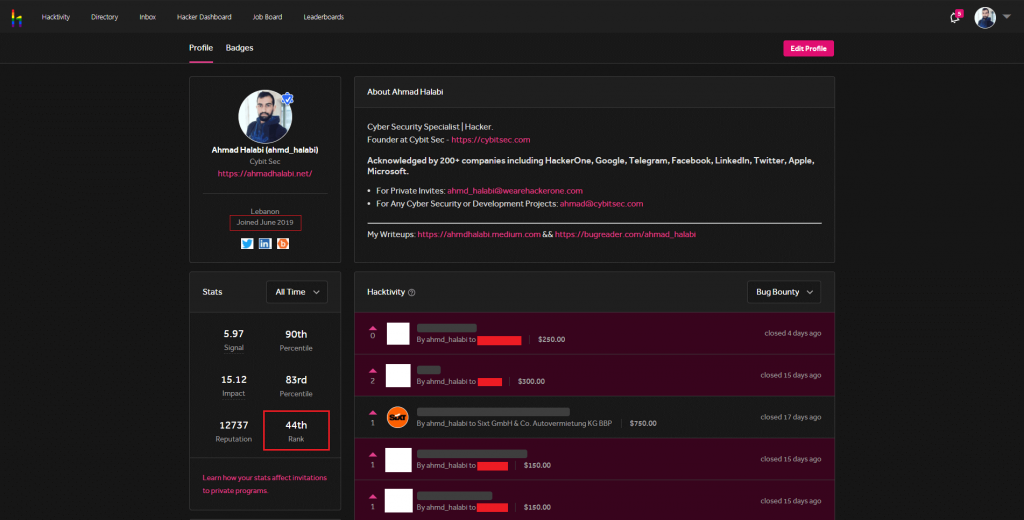 Hacktivity Directory Inbox Hacker Dashboard Job Board Leaderboards
5
Profile Badges
Edit Profile
Ahmad Halabi (ahmd_halabi)
Cybit Sec
https://ahmadhalabi.net/
Lebanon
Joined June 2019
About Ahmad Halabi
Cyber Security Specialist | Hacker.
Founder at Cybit Sec - https://cybitsec.com
Acknowledged by 200+ companies including HackerOne, Google, Telegram, Facebook, LinkedIn, Twitter, Apple,
Microsoft.
• For Private Invites: ahmd_halabi@wearehackerone.com
• For Any Cyber Security or Development Projects: ahmad@cybitsec.com
My Writeups: https://ahmdhalabi.medium.com && https://bugreader.com/ahmad_halabi
Stats All Time
5.97 90th
Signal Percentile
15.12 83rd
Impact Percentile
12737 44th
Reputation Rank
Learn how your stats affect invitations
to private programs.
Hacktivity Bug Bounty
0
By ahmd_halabi to $250.00
closed 4 days ago
2
By ahmd_halabi to $300.00
closed 15 days ago
1
SIXT
By ahmd_halabi to Sixt GmbH & Co. Autovermietung KG BBP $750.00
closed 17 days ago
1
By ahmd_halabi to $150.00
closed 15 days ago
1
By ahmd_halabi to $150.00
closed 15 days ago